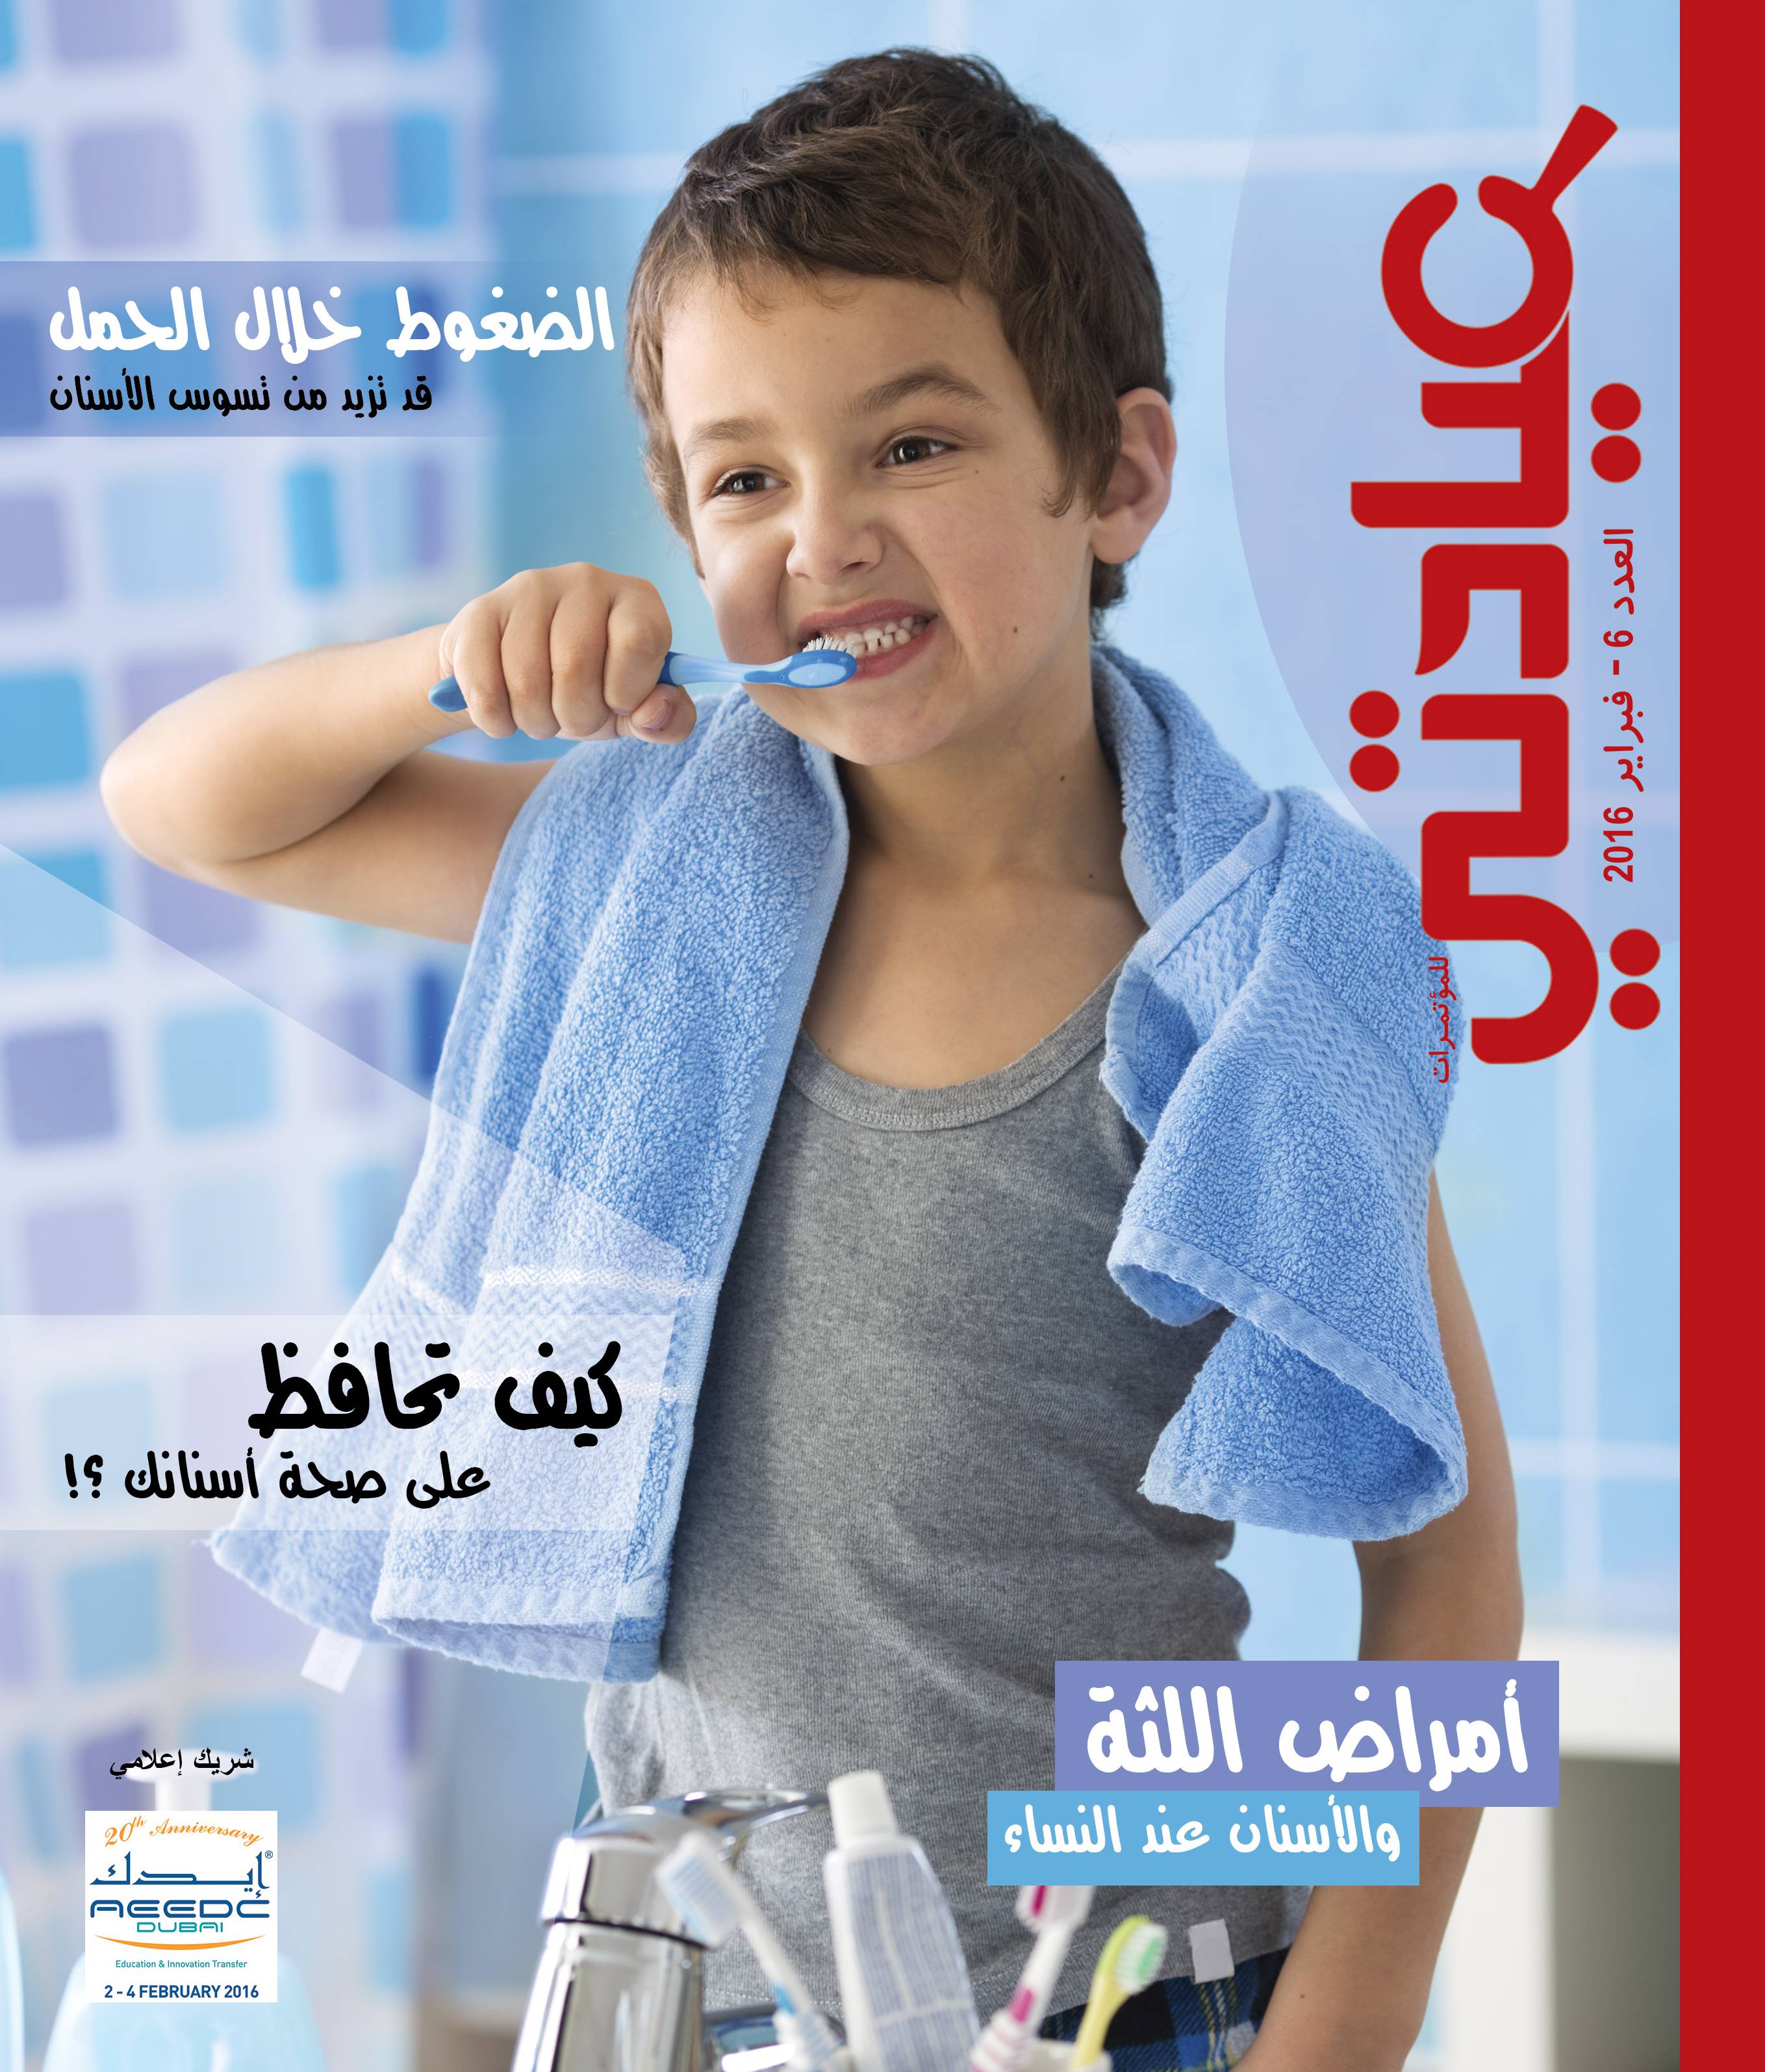 عيادتي
للمؤتمرات
العدد 6 - فبراير 2016
الضغوط خلال الحمل
قد تزيد من تسوس الأسنان
كيف تحافظ
على صحة أسنانك ؟!
أمراض اللثة
والأسنان عند النساء
شريك إعلامي
20th Anniversary
إيدك®
AEEDC
DUBAI
Education & Innovation Transfer
2 - 4 FEBRUARY 2016